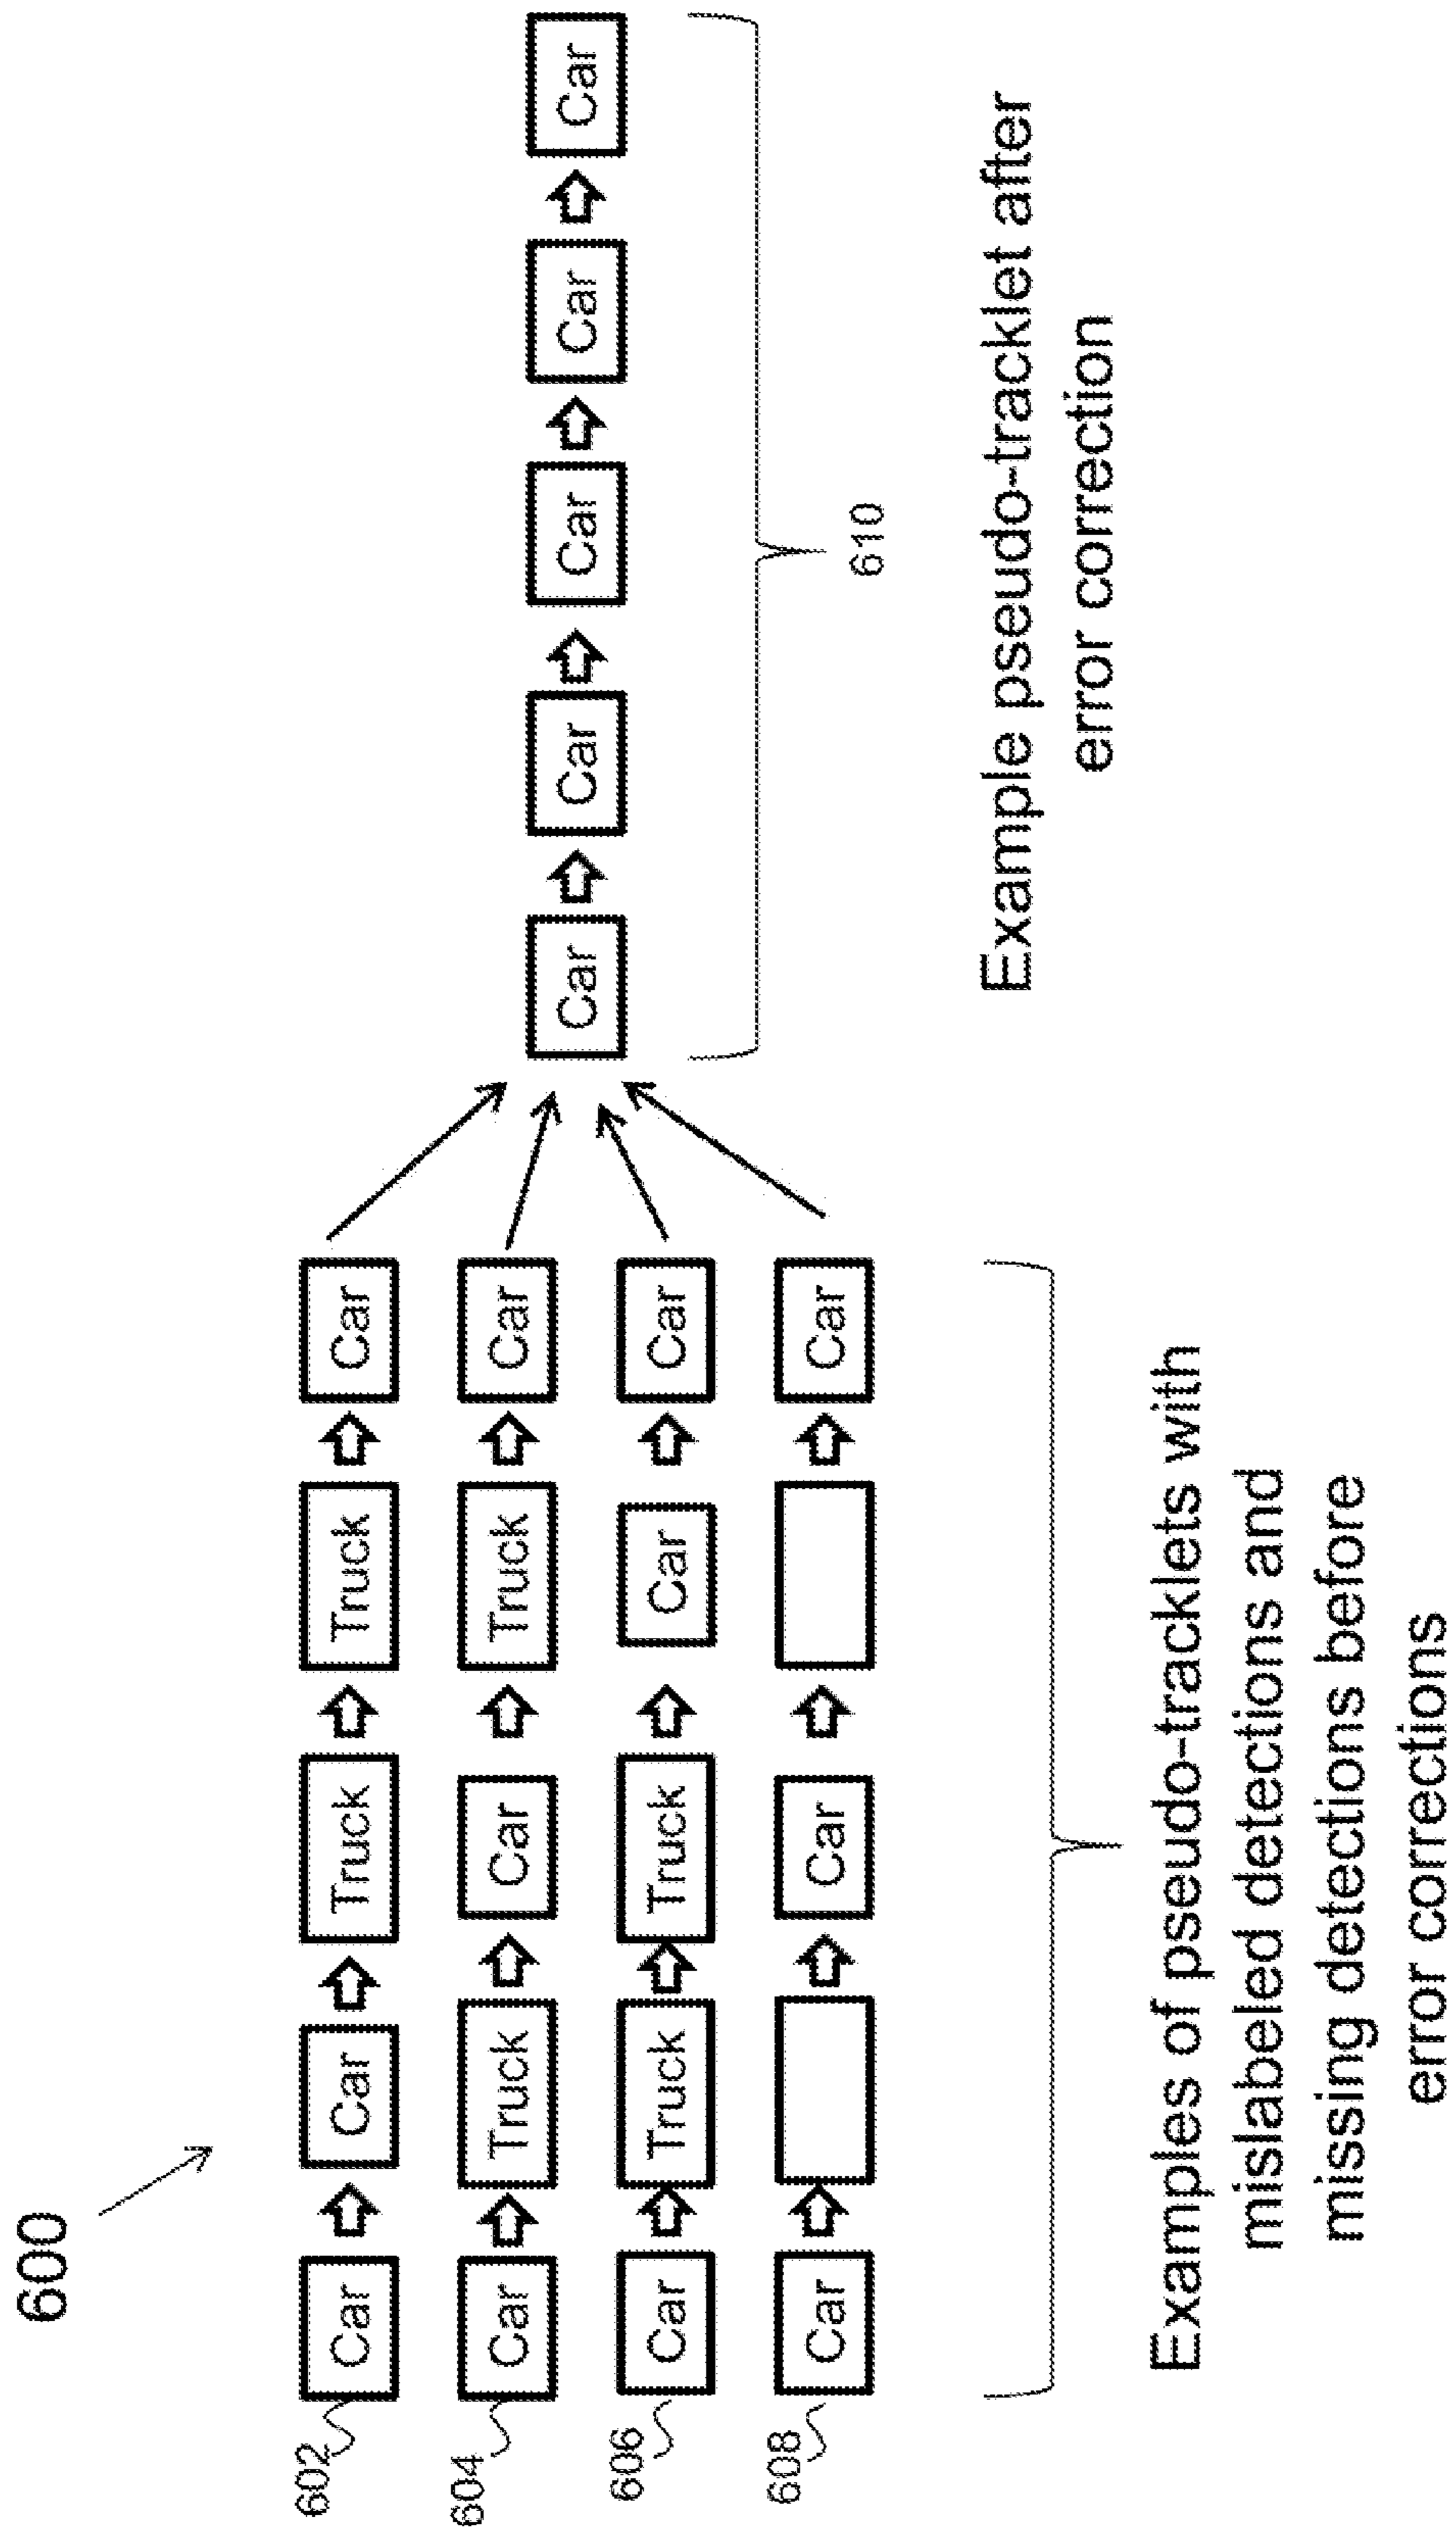 600
602
Car
Car
Truck
Truck
Car
604
Car
Truck
Car
Truck
Car
606
Car
Truck
Truck
Car
Car
608
Car
Car
Car
Car
Car
Car
Car
Car
610
Examples of pseudo-tracklets with
mislabeled detections and
missing detections before
error corrections
Example pseudo-tracklet after
error correction